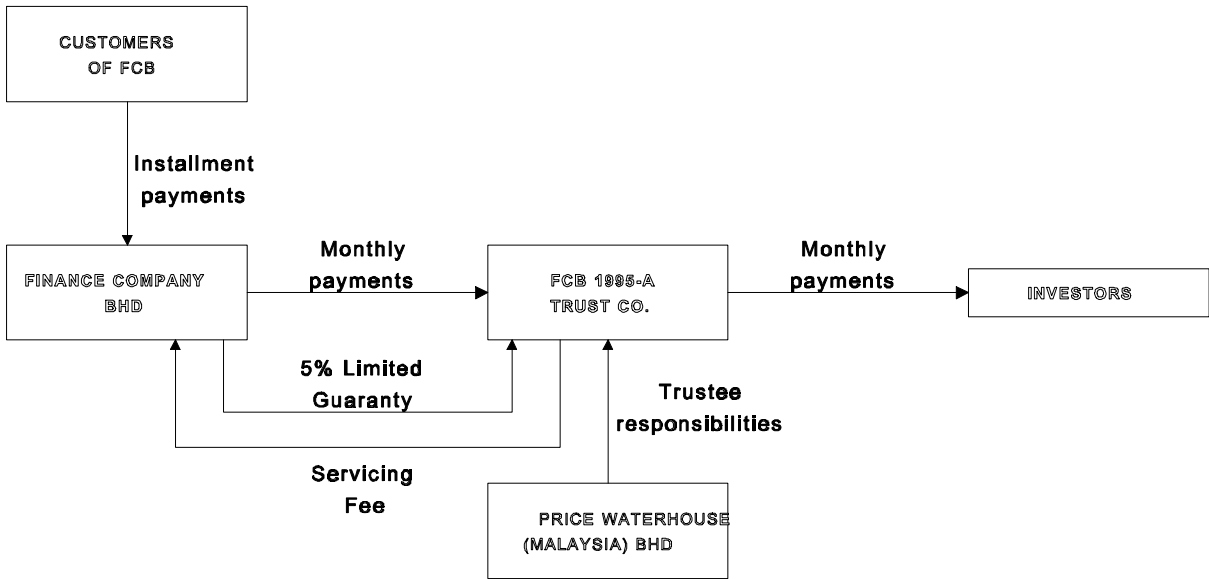 CUSTOMERS
OF FCB
Installment
payments
FINANCE COMPANY
BHD
Monthly
payments
FCB 1995-A
TRUST CO.
Monthly
payments
INVESTORS
5% Limited
Guaranty
Trustee
responsibilities
Servicing
Fee
PRICE WATERHOUSE
(MALAYSIA) BHD